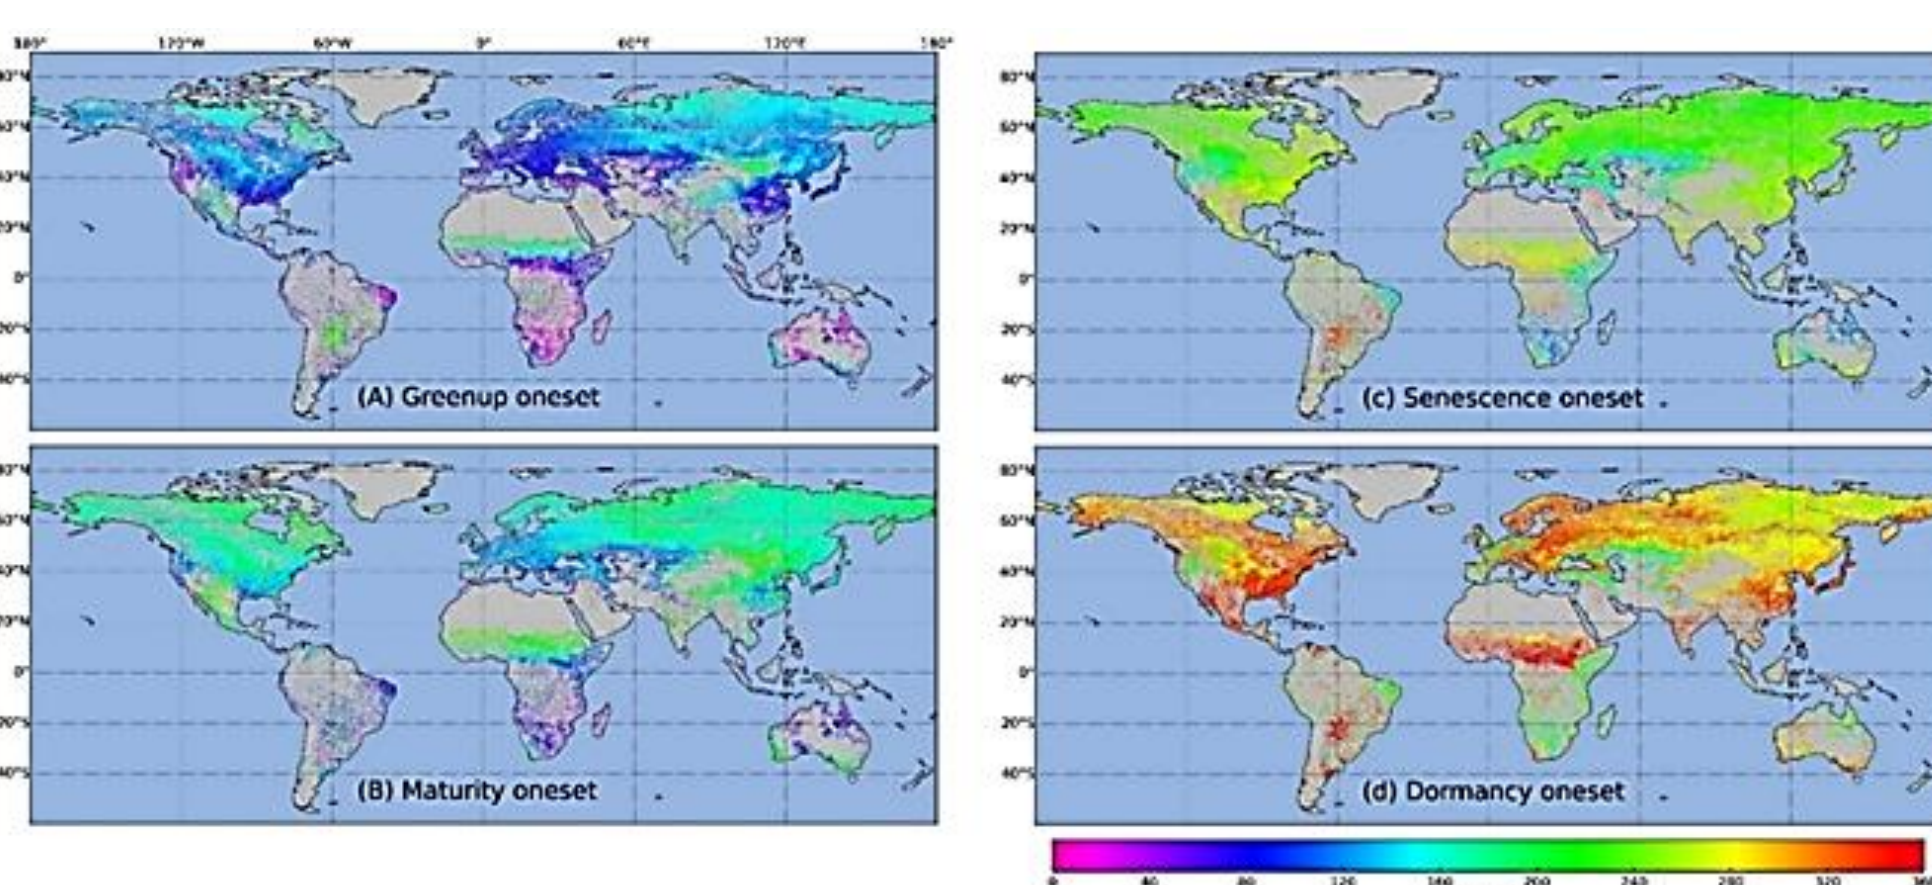 180° 120°W 60°W 0° 60°E 120°E 180°
80°N
60°N
40°N
20°N
0°
20°S
40°S
(A) Greenup oneset
(c) Senescence oneset
(B) Maturity oneset
(d) Dormancy oneset
0 40 80 120 160 200 240 280 320